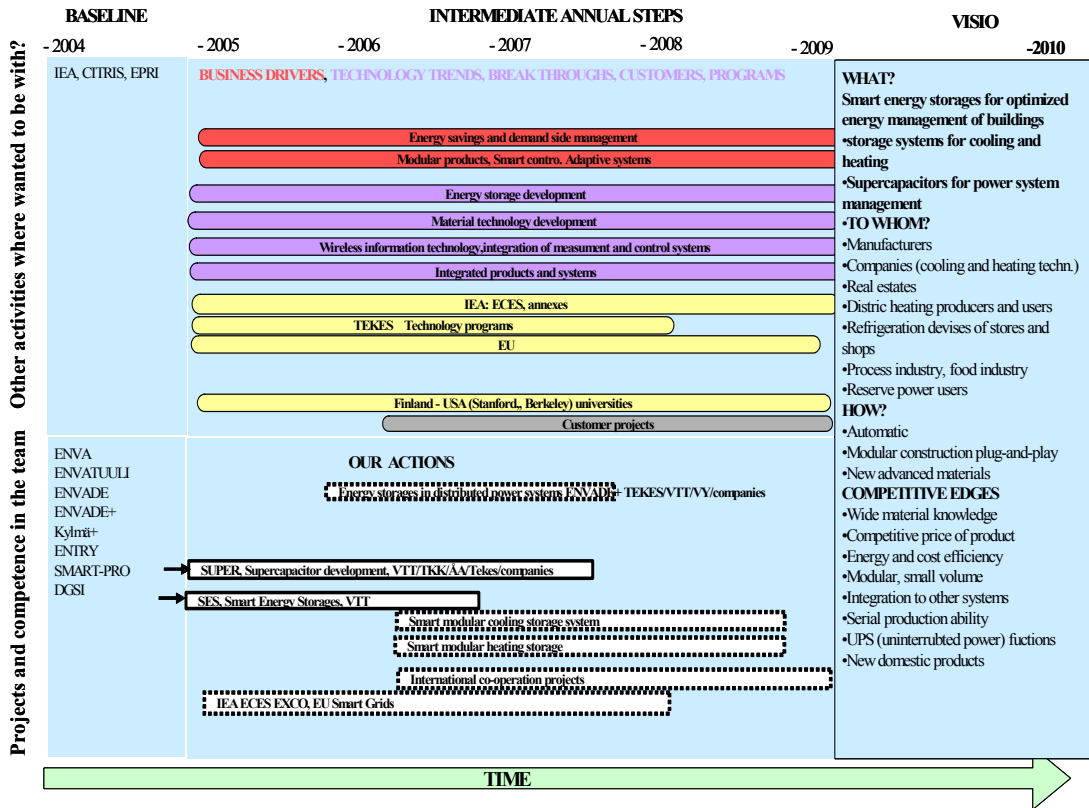 BASELINE
INTERMEDIATE ANNUAL STEPS
VISIO
- 2004
- 2005
- 2006
- 2007
- 2008
- 2009
-2010
Other activities where wanted to be with?
IEA, CITRIS, EPRI
BUSINESS DRIVERS, TECHNOLOGY TRENDS, BREAK THROUGHS, CUSTOMERS, PROGRAMS
Energy savings and demand side management
Modular products, Smart contro. Adaptive systems
Energy storage development
Material technology development
Wireless information technology,integration of measument and control systems
Integrated products and systems
IEA: ECES, annexes
TEKES Technology programs
EU
Finland - USA (Stanford,, Berkeley) universities
Customer projects
Projects and competence in the team
ENVA
ENVATUULI
ENVADE
ENVADE+
Kylmä+
ENTRY
SMART-PRO
DGSI
OUR ACTIONS
Energy storages in distributed power systems ENVADE+ TEKES/VTT/VY/companies
SUPER, Supercapacitor development, VTT/TKK/ÅA/Tekes/companies
SES, Smart Energy Storages, VTT
Smart modular cooling storage system
Smart modular heating storage
International co-operation projects
IEA ECES EXCO, EU Smart Grids
WHAT?
Smart energy storages for optimized
energy management of buildings
•storage systems for cooling and
heating
•Supercapacitors for power system
management
•TO WHOM?
•Manufacturers
•Companies (cooling and heating techn.)
•Real estates
•Distric heating producers and users
•Refrigeration devises of stores and
shops
•Process industry, food industry
•Reserve power users
HOW?
•Automatic
•Modular construction plug-and-play
•New advanced materials
COMPETITIVE EDGES
•Wide material knowledge
•Competitive price of product
•Energy and cost efficiency
•Modular, small volume
•Integration to other systems
•Serial production ability
•UPS (uninterrubted power) fuctions
•New domestic products
TIME